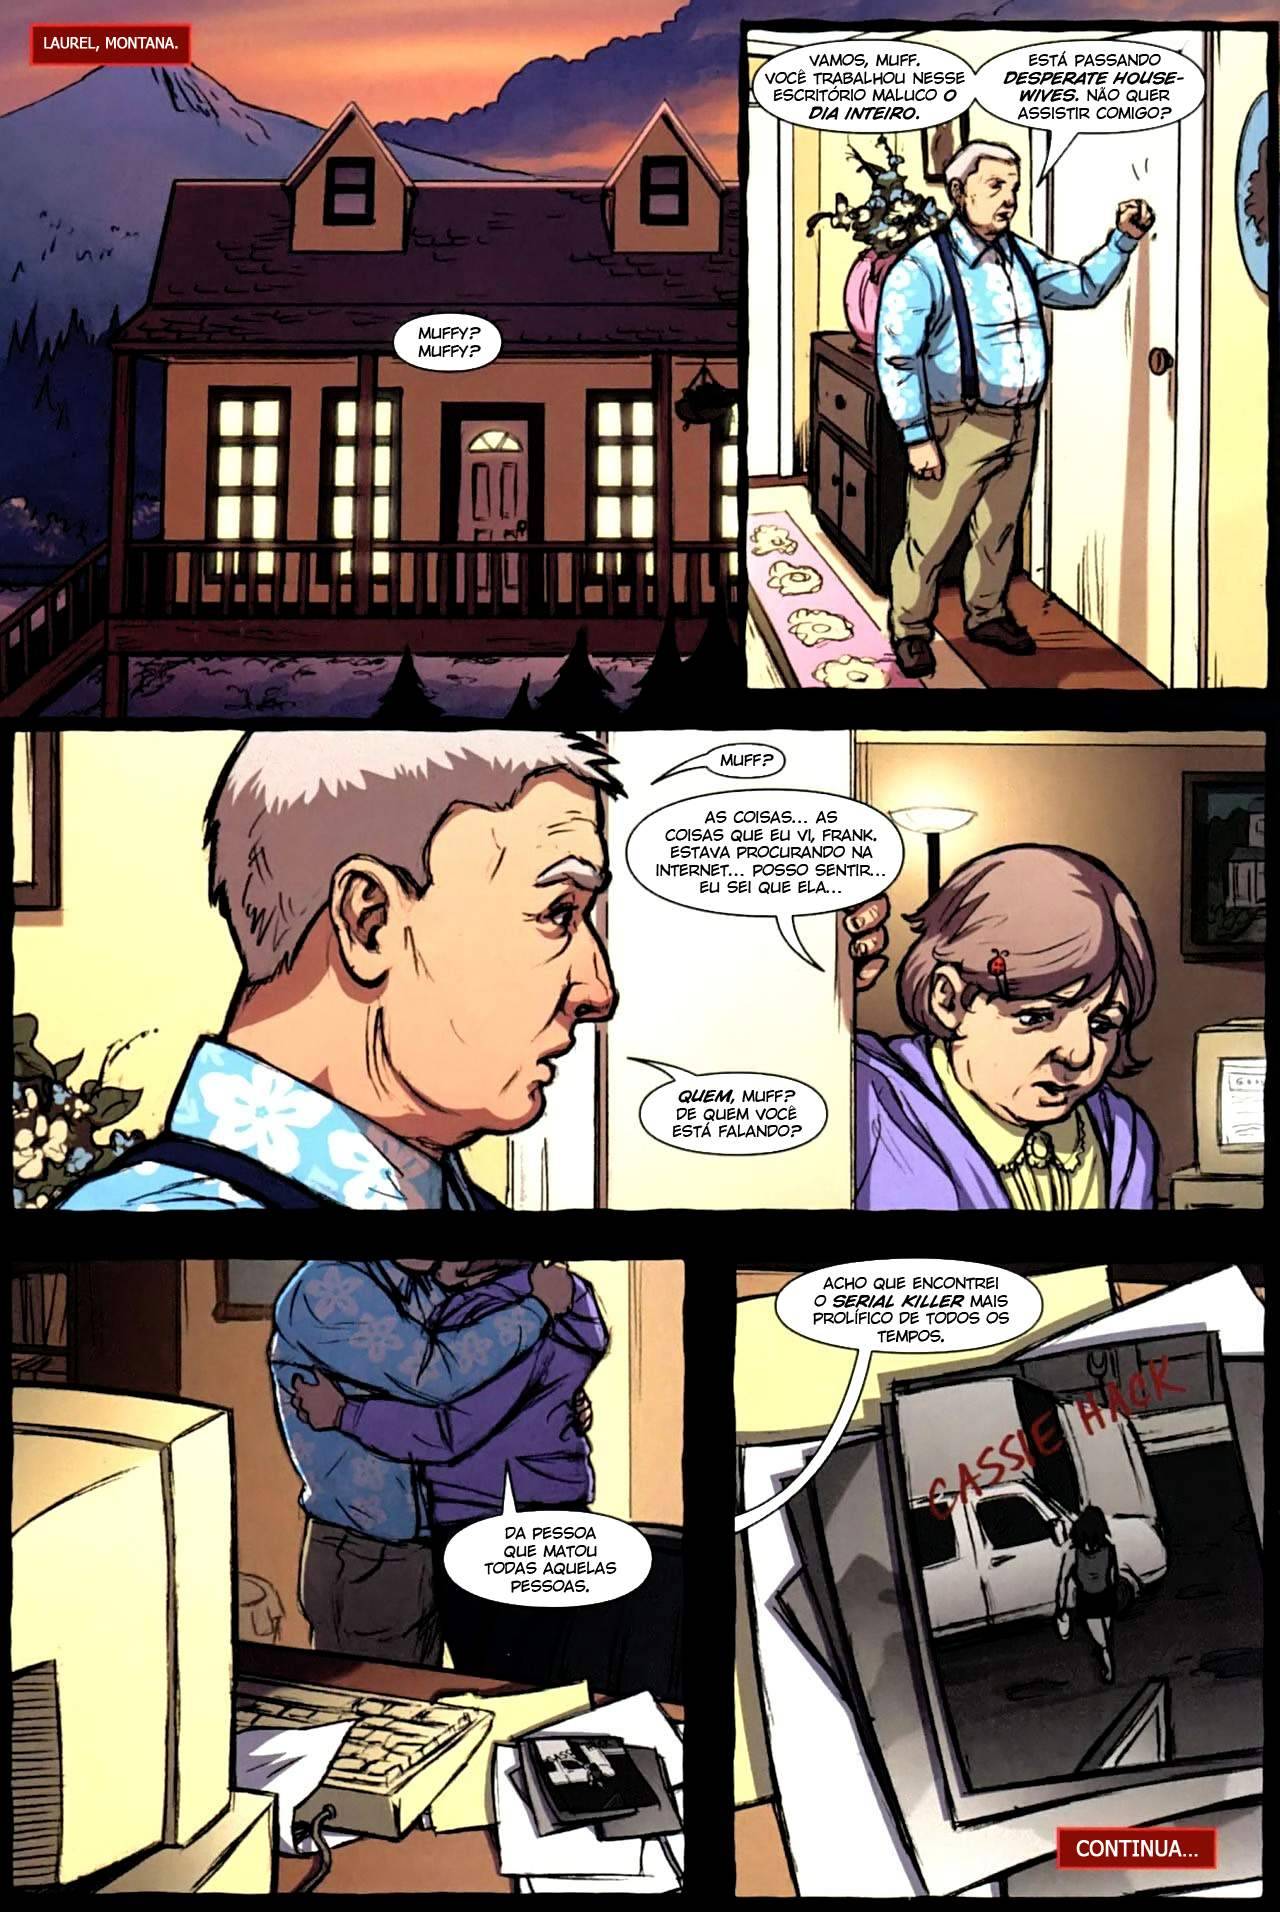 LAUREL, MONTANA.
MUFFY?
MUFFY?
VAMOS, MUFF.
VOCÊ TRABALHOU NESSE
ESCRITÓRIO MALUCO O
DIA INTEIRO.
ESTÁ PASSANDO
DESPERATE HOUSE-
WIVES. NÃO QUER
ASSISTIR COMIGO?
MUFF?
AS COISAS... AS
COISAS QUE EU VI, FRANK.
ESTAVA PROCURANDO NA
INTERNET... POSSO SENTIR...
EU SEI QUE ELA...
QUEM, MUFF?
DE QUEM VOCÊ
ESTÁ FALANDO?
DA PESSOA
QUE MATOU
TODAS AQUELAS
PESSOAS.
ACHO QUE ENCONTREI
O SERIAL KILLER MAIS
PROLÍFICO DE TODOS OS
TEMPOS.
CASSIE HACK
CONTINUA...